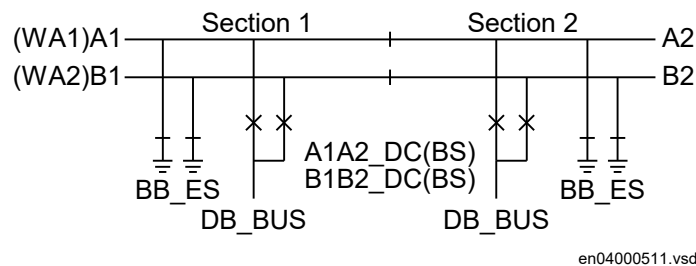 Section 1 Section 2
(WA1)A1 A2
(WA2)B1 B2
A1A2_DC(BS)
B1B2_DC(BS)
BB_ES BB_ES
DB_BUS DB_BUS
en04000511.vsd